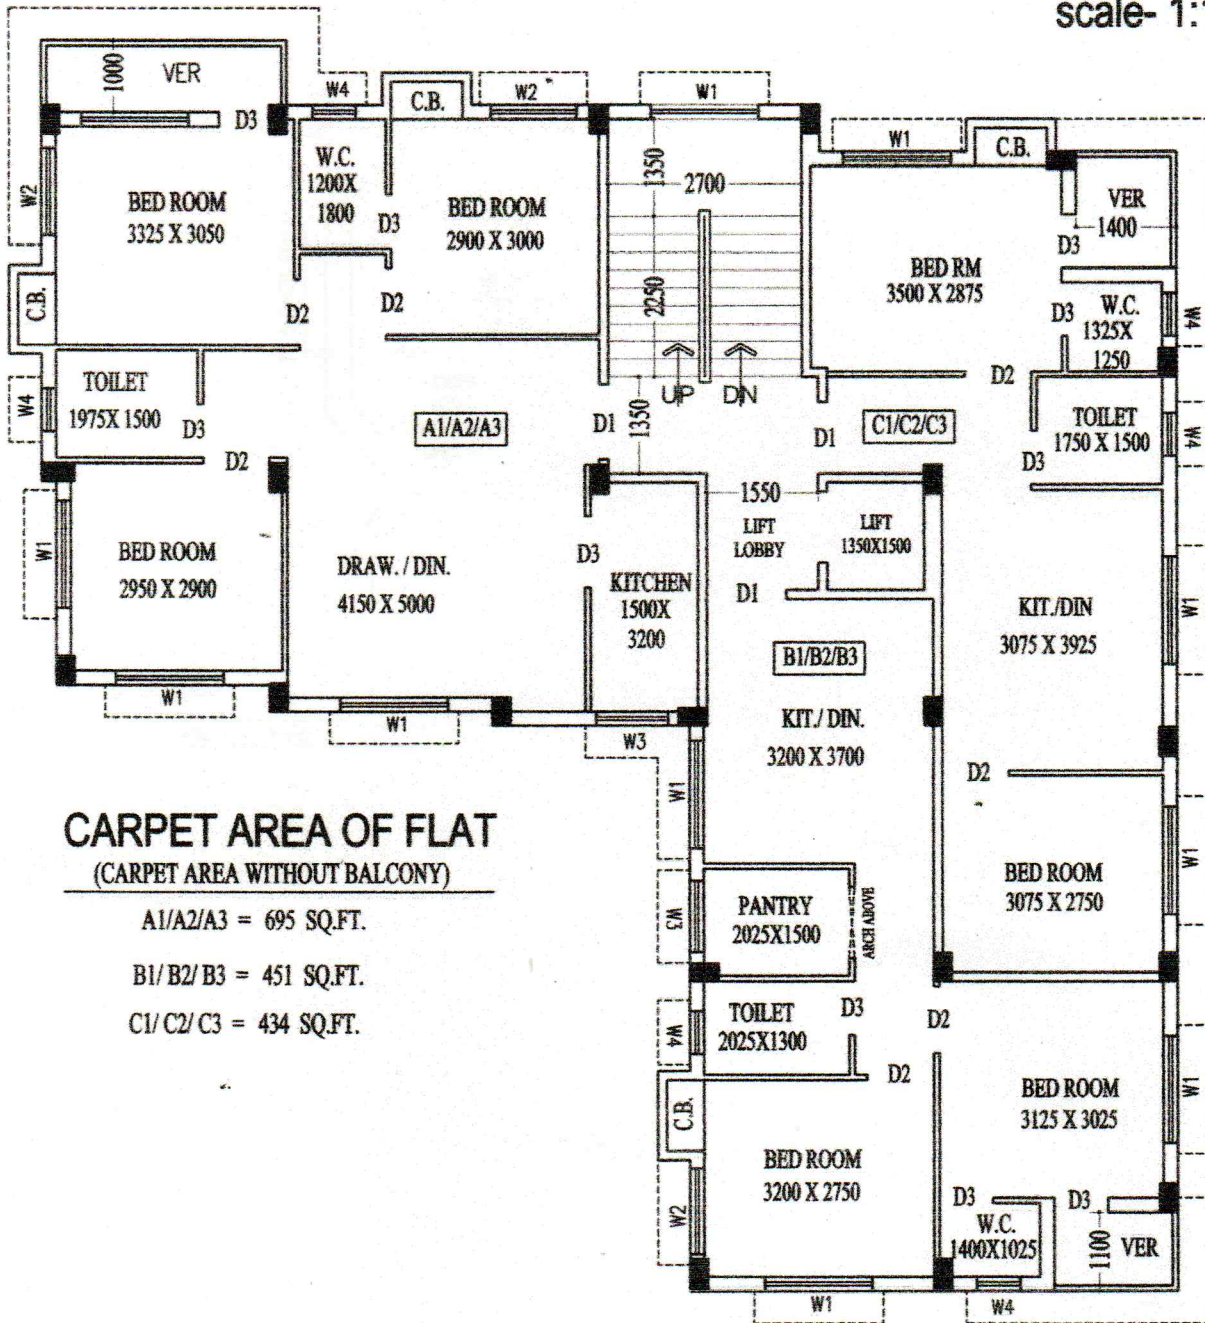 scale- 1:1
VER
1000
W4
C.B.
W2
W1
D3
W1
C.B.
W2
BED ROOM
3325 X 3050
W.C.
1200X
1800
D3
BED ROOM
2900 X 3000
1350
2700
VER
1400
D3
BED RM
3500 X 2875
C.B.
D2
D2
2250
D3
W.C.
1325X
1250
W4
TOILET
1975X 1500
W4
D3
D2
A1/A2/A3
D1
1350
UP
DN
D2
C1/C2/C3
D1
TOILET
1750 X 1500
W4
D3
1550
LIFT
LOBBY
LIFT
1350X1500
W1
BED ROOM
2950 X 2900
DRAW. / DIN.
4150 X 5000
D3
KITCHEN
1500X
3200
D1
KIT./DIN
3075 X 3925
W1
B1/B2/B3
W1
W1
W3
KIT./ DIN.
3200 X 3700
D2
W1
CARPET AREA OF FLAT
(CARPET AREA WITHOUT BALCONY)
A1/A2/A3 = 695 SQ.FT.
B1/ B2/ B3 = 451 SQ.FT.
C1/ C2/ C3 = 434 SQ.FT.
W3
PANTRY
2025X1500
ARCH ABOVE
BED ROOM
3075 X 2750
W1
W4
TOILET
2025X1300
D3
D2
D2
C.B.
BED ROOM
3125 X 3025
W1
BED ROOM
3200 X 2750
W2
D3
W.C.
1400X1025
D3
1100
VER
W1
W4